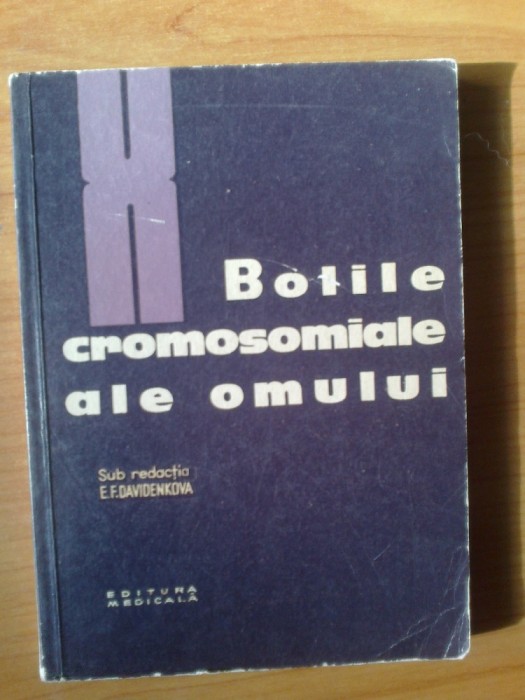 Bolile
cromosomiale
ale omului
Sub redacția
E.F. DAVIDENKOVA
EDITURA
MEDICALĂ